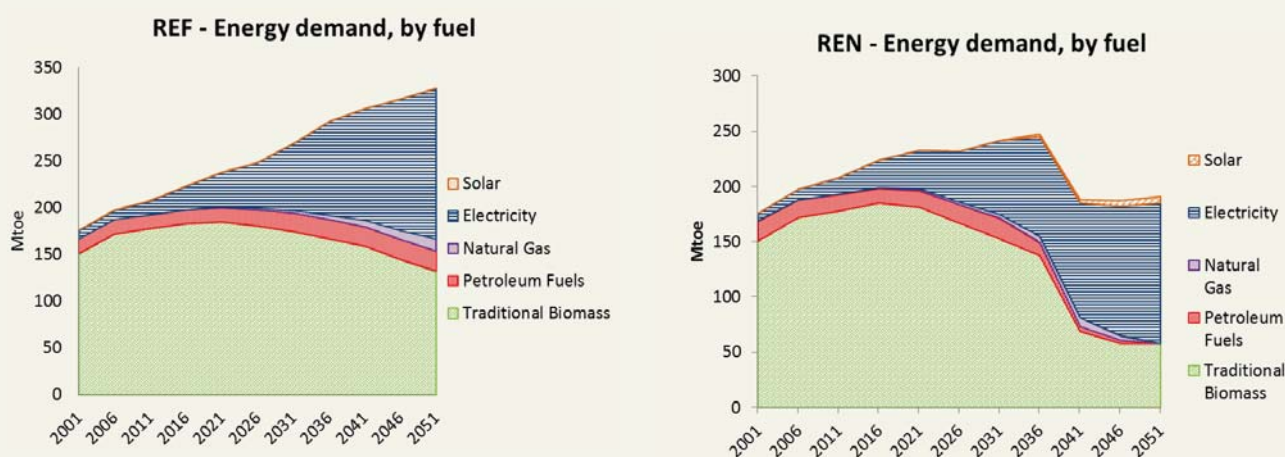 REF - Energy demand, by fuel
Mtoe
350
300
250
200
150
100
50
0
2001
2006
2011
2016
2021
2026
2031
2036
2041
2046
2051
Solar
Electricity
Natural Gas
Petroleum Fuels
Traditional Biomass
REN - Energy demand, by fuel
Mtoe
300
250
200
150
100
50
0
2001
2006
2011
2016
2021
2026
2031
2036
2041
2046
2051
Solar
Electricity
Natural
Gas
Petroleum
Fuels
Traditional
Biomass